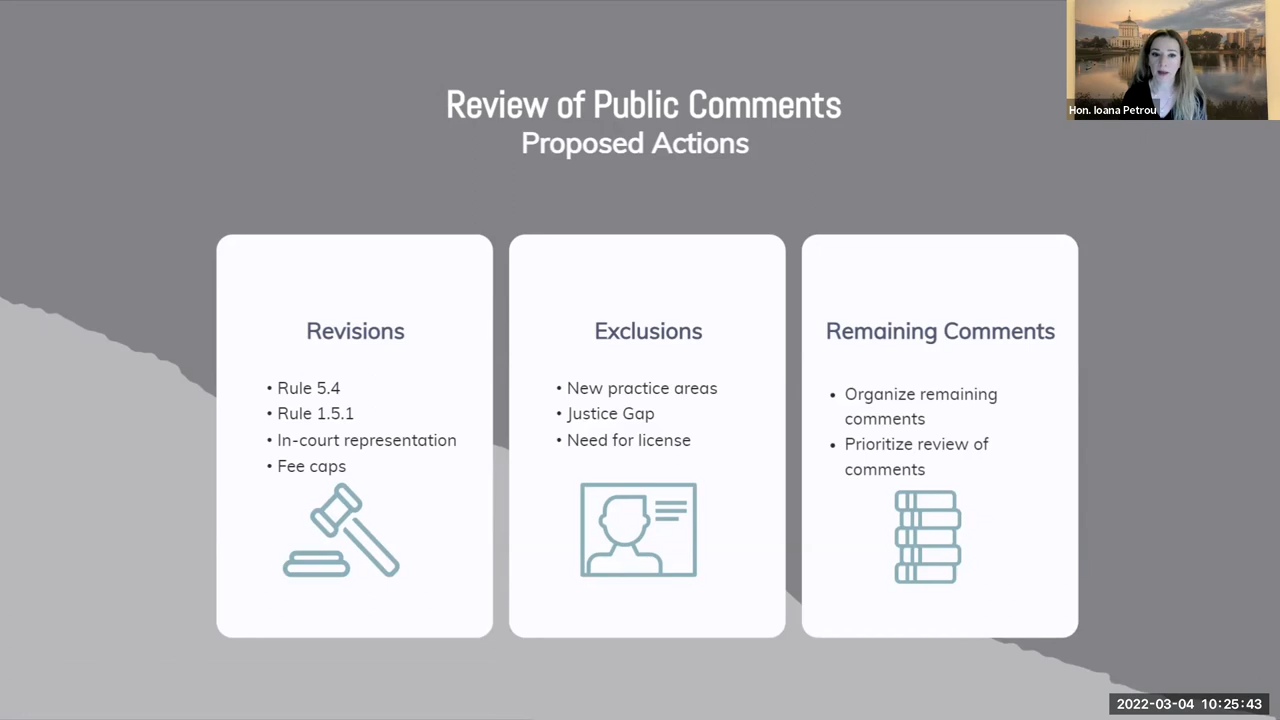 Hon. Ioana Petrou
Review of Public Comments
Proposed Actions
Revisions
• Rule 5.4
• Rule 1.5.1
• In-court representation
• Fee caps
Exclusions
• New practice areas
• Justice Gap
• Need for license
Remaining Comments
• Organize remaining
comments
• Prioritize review of
comments
2022-03-04 10:25:43